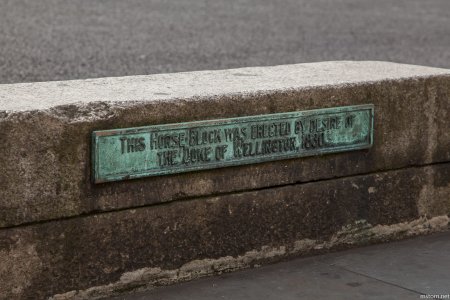 THIS HORSE BLOCK WAS ERECTED BY DESIRE OF
THE DUKE OF WELLINGTON. 1830.